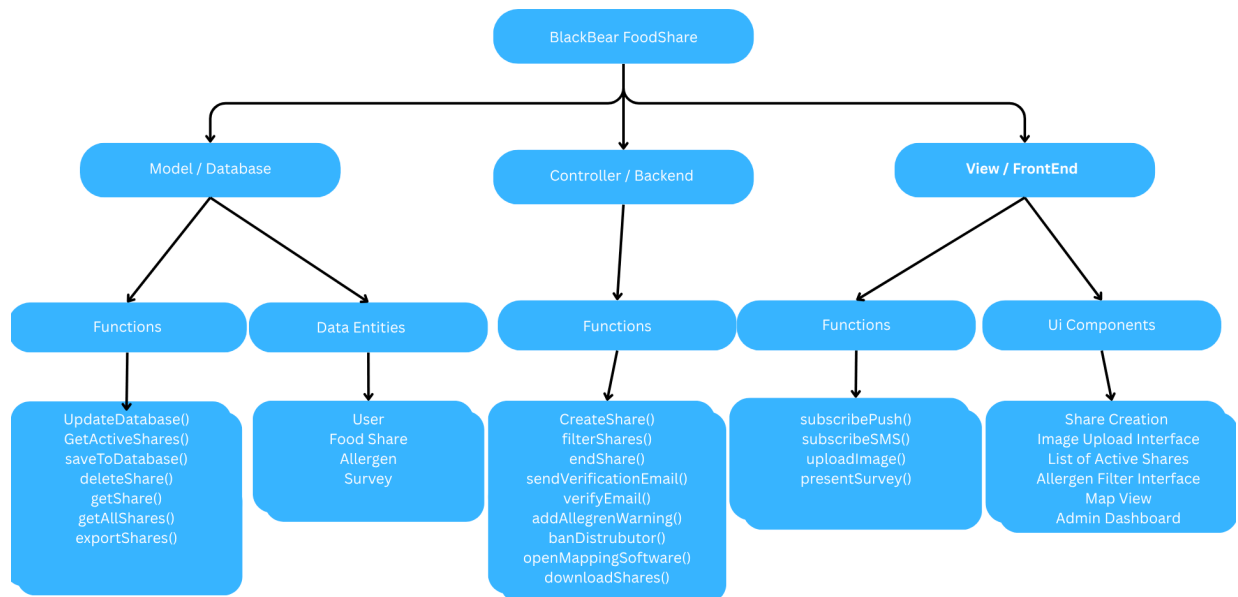 BlackBear FoodShare
Model / Database
Controller / Backend
View / FrontEnd
Functions
Data Entities
Functions
Functions
Ui Components
UpdateDatabase()
GetActiveShares()
saveToDatabase()
deleteShare()
getShare()
getAllShares()
exportShares()
User
Food Share
Allergen
Survey
CreateShare()
filterShares()
endShare()
sendVerificationEmail()
verifyEmail()
addAllegrenWarning()
banDistrubutor()
openMappingSoftware()
downloadShares()
subscribePush()
subscribeSMS()
uploadImage()
presentSurvey()
Share Creation
Image Upload Interface
List of Active Shares
Allergen Filter Interface
Map View
Admin Dashboard